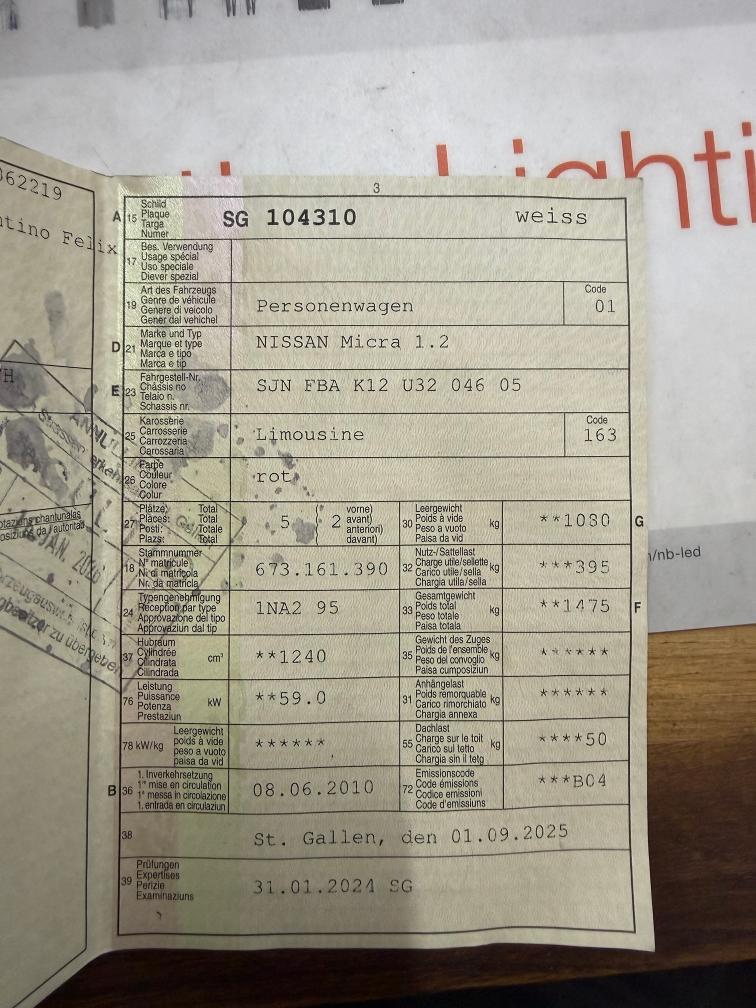 Lighti
062219
ntino Felix
3
A 15 Schild Plaque Targa Numer SG 104310 weiss
17 Bes. Verwendung Usage spécial Uso speciale Diever spezial
19 Art des Fahrzeugs Genre de véhicule Genere di veicolo Gener dal vehichel Personenwagen Code 01
D 21 Marke und Typ Marque et type Marca e tipo Marca e tip NISSAN Micra 1.2
E 23 Fahrgestell-Nr. Châssis no Telaio n. Schassis nr. SJN FBA K12 U32 046 05
25 Karosserie Carrosserie Carrozzeria Carossaria Limousine Code 163
26 Farbe Couleur Colore Colur rot
27 Plätze: Total Places: Total Posti: Totale Plazs: Total 5 ( 2 vorne) avant) anteriori) davant)
30 Leergewicht Poids à vide Peso a vuoto Paisa da vid kg **1080 G
18 Stammnummer N° matricule N. di matricola Nr. da matricla 673.161.390
32 Nutz-/Sattellast Charge utile/sellette Carico utile/sella Chargia utila/sella kg ***395
24 Typengenehmigung Réception par type Approvazione del tipo Approvaziun dal tip 1NA2 95
33 Gesamtgewicht Poids total Peso totale Paisa totala kg **1475 F
37 Hubraum Cylindrée Cilindrata Cilindrada cm³ **1240
35 Gewicht des Zuges Poids de l'ensemble Peso del convoglio Paisa cumposiziun kg ******
76 Leistung Puissance Potenza Prestaziun kW **59.0
31 Anhängelast Poids remorquable Carico rimorchiato Chargia annexa kg ******
78 kW/kg Leergewicht poids à vide peso a vuoto paisa da vid ******
55 Dachlast Charge sur le toit Carico sul tetto Chargia sin il tetg kg ****50
B 36 1. Inverkehrsetzung 1re mise en circulation 1a messa in circolazione 1. entrada en circulaziun 08.06.2010
72 Emissionscode Code émissions Codice emissioni Code d'emissiuns ***B04
38 St. Gallen, den 01.09.2025
39 Prüfungen Expertises Perizie Examinaziuns 31.01.2024 SG
/nb-led
JAN. 2026
zu übergeben